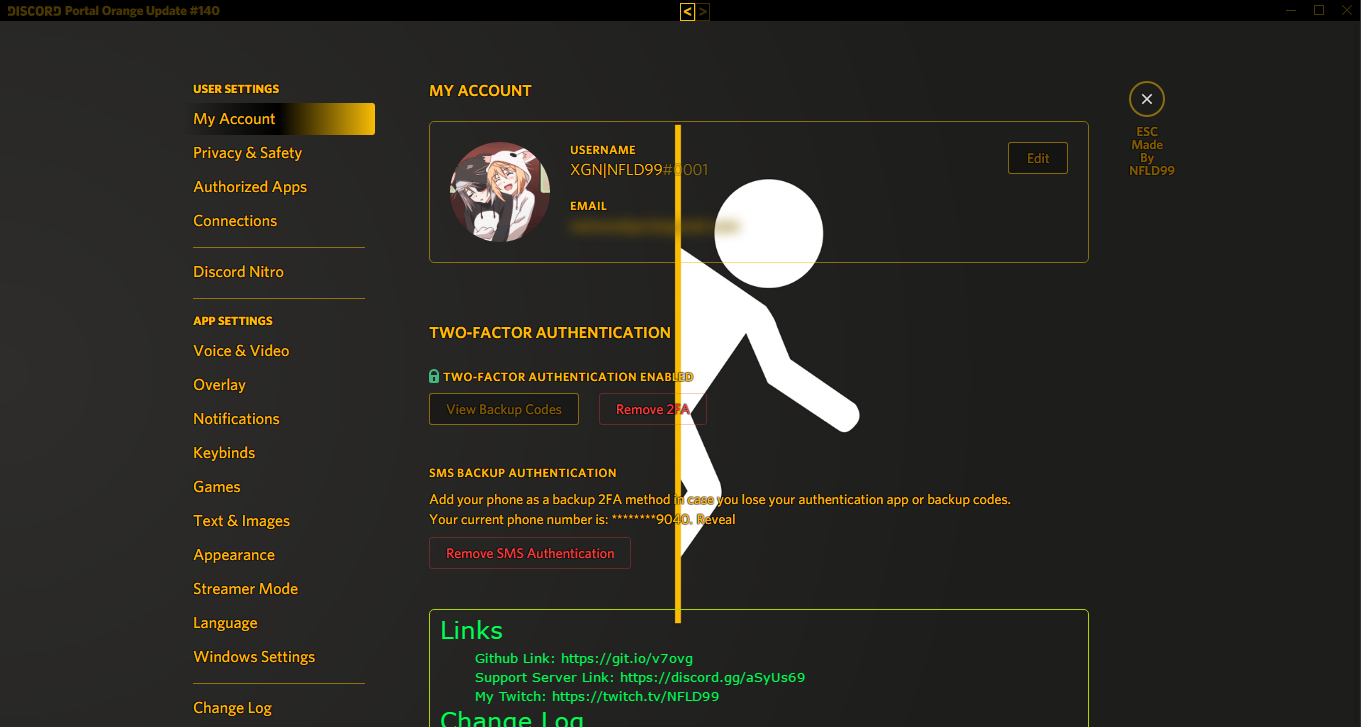 DISCORD Portal Orange Update #140
< >
USER SETTINGS
My Account
Privacy & Safety
Authorized Apps
Connections
Discord Nitro
APP SETTINGS
Voice & Video
Overlay
Notifications
Keybinds
Games
Text & Images
Appearance
Streamer Mode
Language
Windows Settings
Change Log
MY ACCOUNT
USERNAME
XGN|NFLD99#0001
EMAIL
Edit
ESC
Made
By
NFLD99
TWO-FACTOR AUTHENTICATION
TWO-FACTOR AUTHENTICATION ENABLED
View Backup Codes
Remove 2FA
SMS BACKUP AUTHENTICATION
Add your phone as a backup 2FA method in case you lose your authentication app or backup codes.
Your current phone number is: ********9040. Reveal
Remove SMS Authentication
Links
Github Link: https://git.io/v7ovg
Support Server Link: https://discord.gg/aSyUs69
My Twitch: https://twitch.tv/NFLD99
Change Log